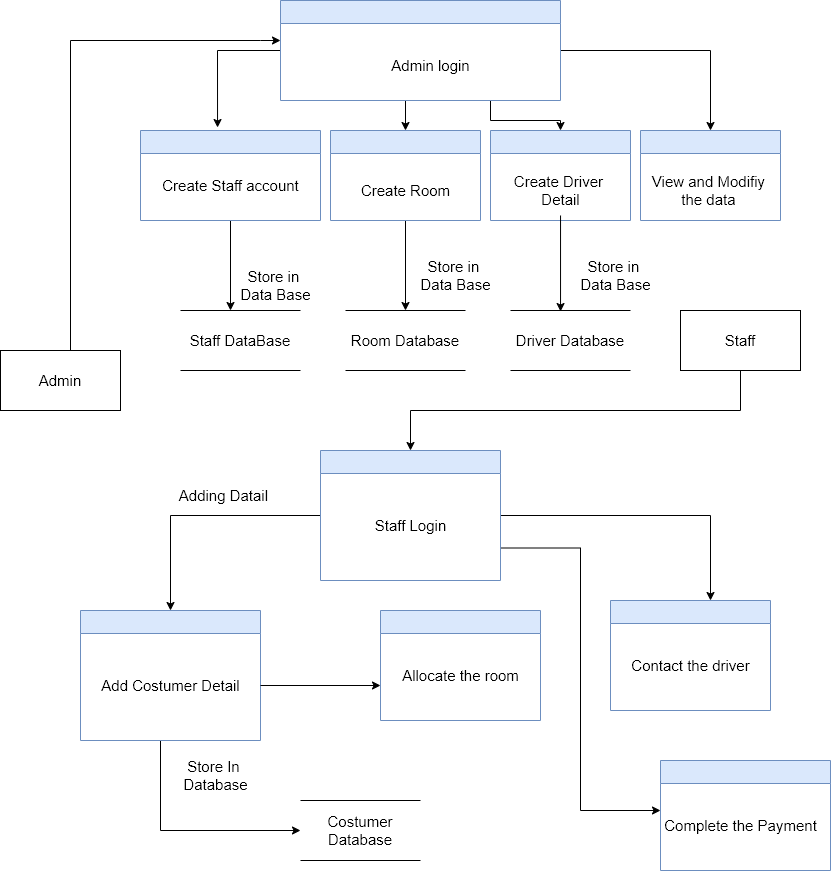 Admin login
Create Staff account
Create Room
Create Driver
Detail
View and Modifiy
the data
Store in
Data Base
Store in
Data Base
Store in
Data Base
Staff DataBase
Room Database
Driver Database
Staff
Admin
Adding Datail
Staff Login
Add Costumer Detail
Allocate the room
Contact the driver
Store In
Database
Costumer
Database
Complete the Payment